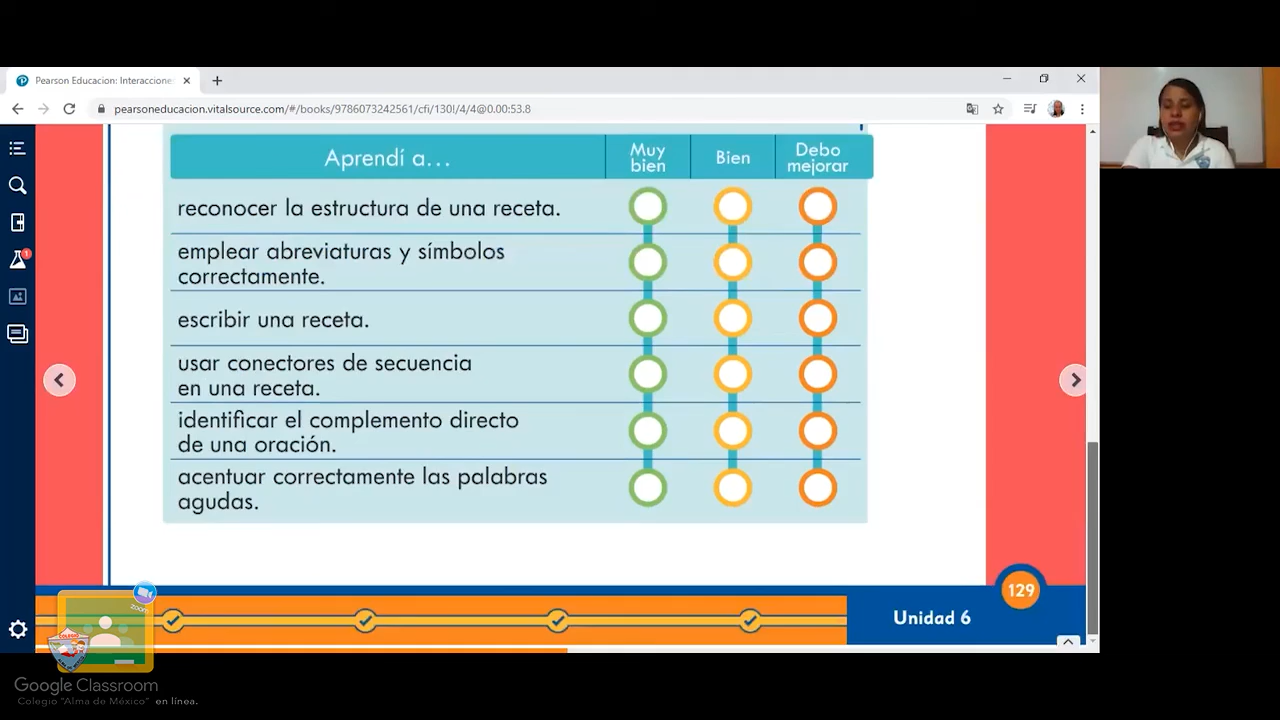 Pearson Educacion: Interaccione
pearsoneducacion.vitalsource.com/#/books/9786073242561/cfi/130!/4/4@0.00:53.8
Aprendí a... Muy bien Bien Debo mejorar
reconocer la estructura de una receta.
emplear abreviaturas y símbolos
correctamente.
escribir una receta.
usar conectores de secuencia
en una receta.
identificar el complemento directo
de una oración.
acentuar correctamente las palabras
agudas.
129
Unidad 6
zoom
COLEGIO
Google Classroom
Colegio "Alma de México" en línea.
1